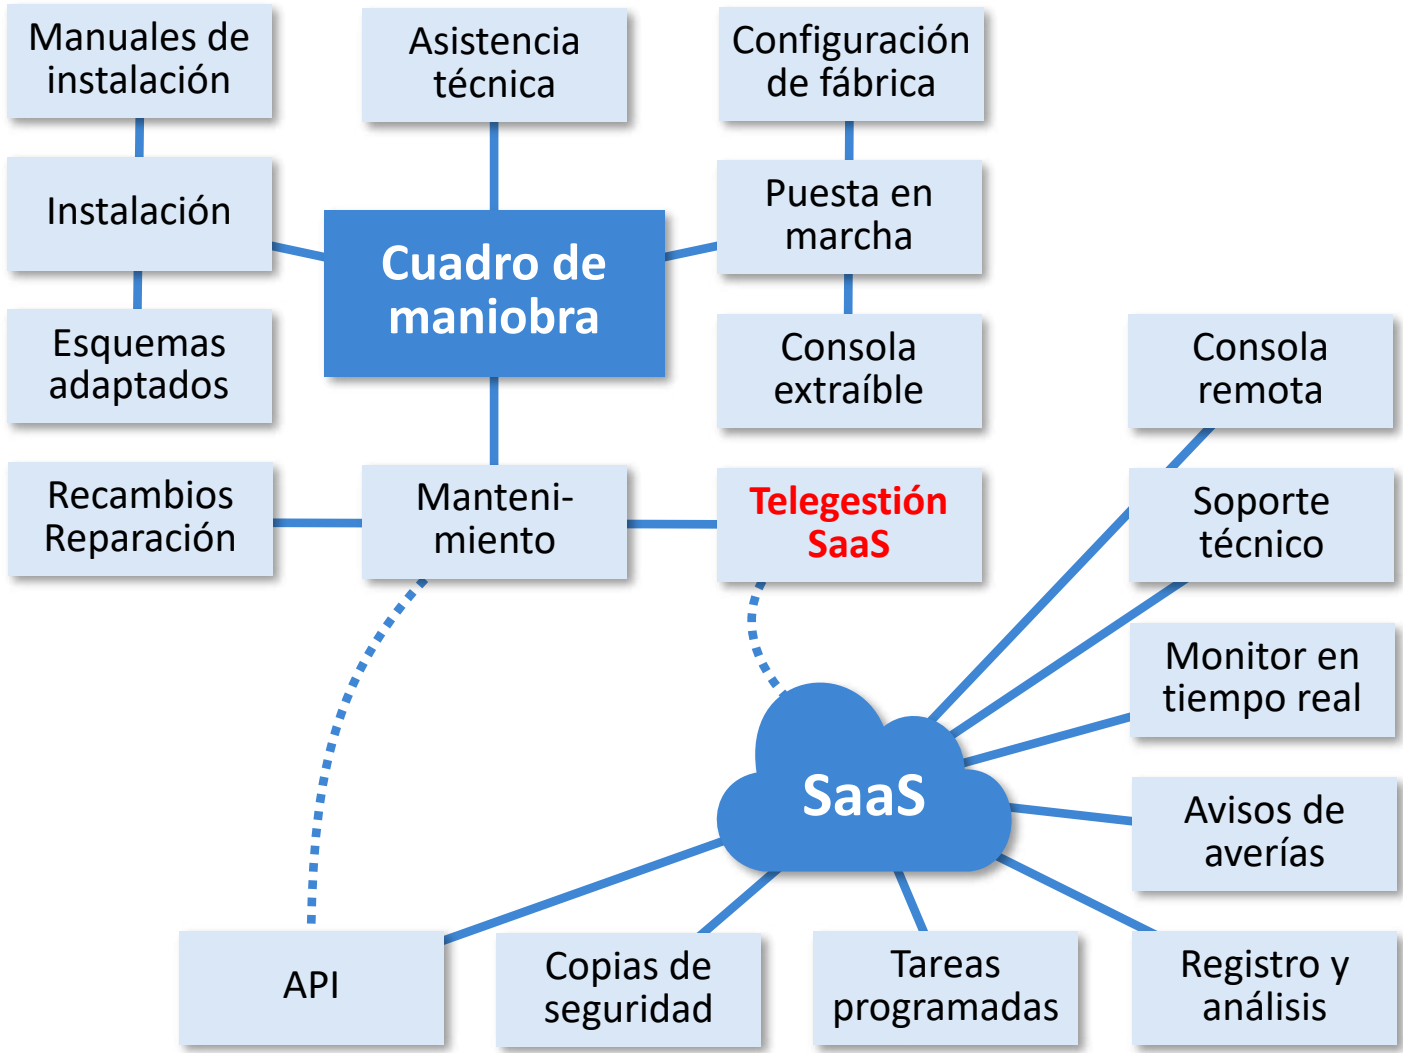 Manuales de
instalación
Asistencia
técnica
Configuración
de fábrica
Instalación
Cuadro de
maniobra
Puesta en
marcha
Esquemas
adaptados
Consola
extraíble
Consola
remota
Recambios
Reparación
Manteni-
miento
Telegestión
SaaS
Soporte
técnico
Monitor en
tiempo real
SaaS
Avisos de
averías
API
Copias de
seguridad
Tareas
programadas
Registro y
análisis